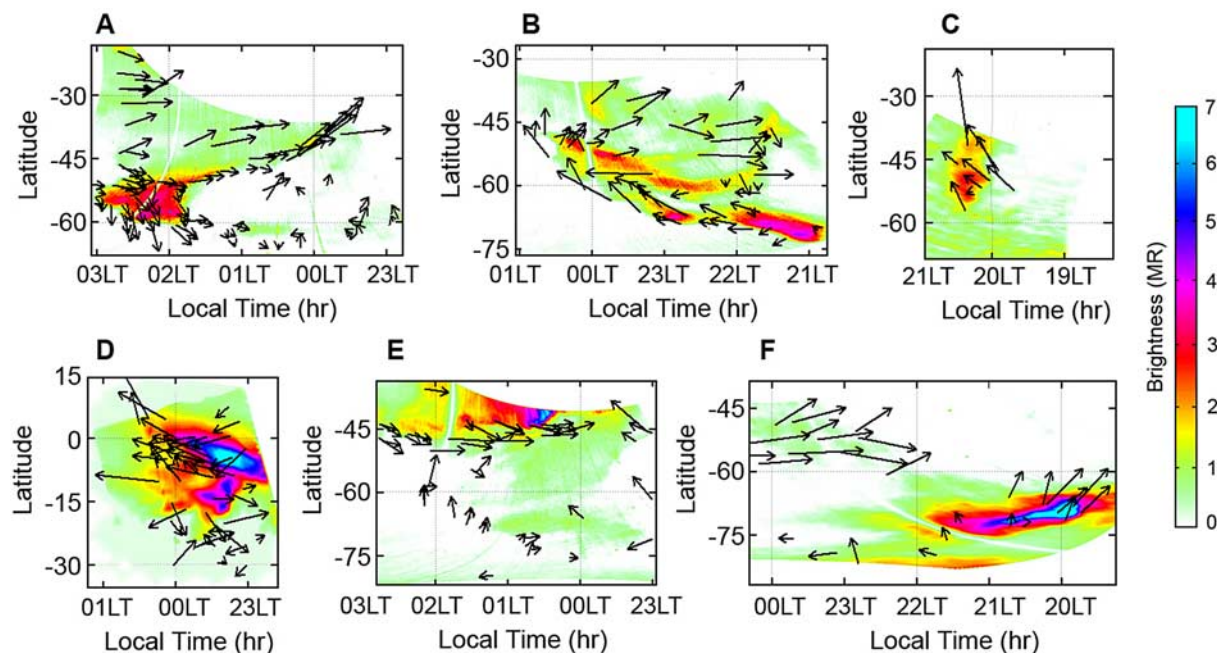 A
B
C
Latitude
-30
-45
-60
03LT 02LT 01LT 00LT 23LT
Local Time (hr)
Latitude
-30
-45
-60
-75
01LT 00LT 23LT 22LT 21LT
Local Time (hr)
Latitude
-30
-45
-60
21LT 20LT 19LT
Local Time (hr)
Brightness (MR)
7
6
5
4
3
2
1
0
D
E
F
Latitude
15
0
-15
-30
01LT 00LT 23LT
Local Time (hr)
Latitude
-45
-60
-75
03LT 02LT 01LT 00LT 23LT
Local Time (hr)
Latitude
-45
-60
-75
00LT 23LT 22LT 21LT 20LT
Local Time (hr)